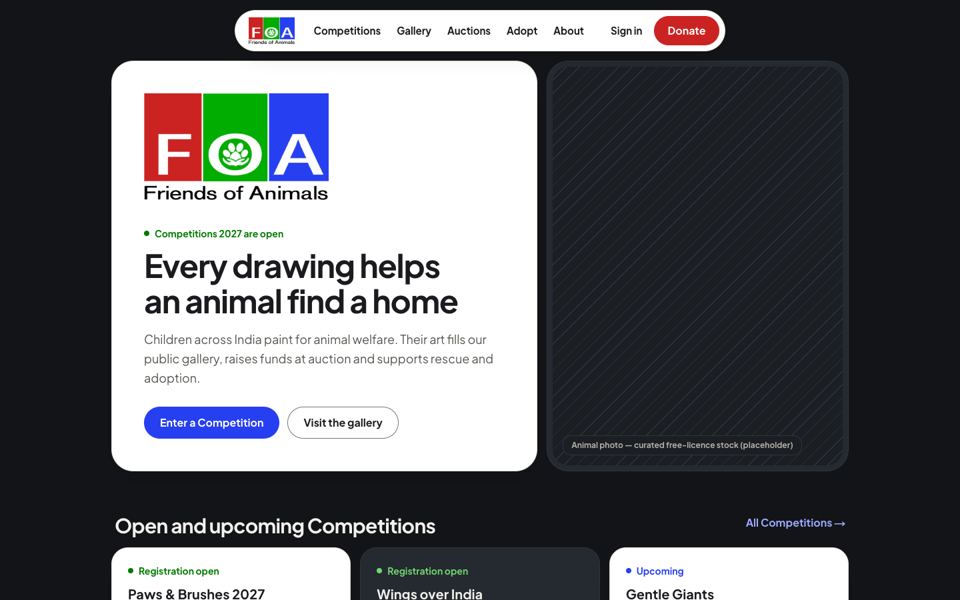 FOA
Friends of Animals
Competitions
Gallery
Auctions
Adopt
About
Sign in
Donate
FOA
Friends of Animals
Competitions 2027 are open
Every drawing helps
an animal find a home
Children across India paint for animal welfare. Their art fills our
public gallery, raises funds at auction and supports rescue and
adoption.
Enter a Competition
Visit the gallery
Animal photo — curated free-licence stock (placeholder)
Open and upcoming Competitions
All Competitions →
Registration open
Paws & Brushes 2027
Registration open
Wings over India
Upcoming
Gentle Giants